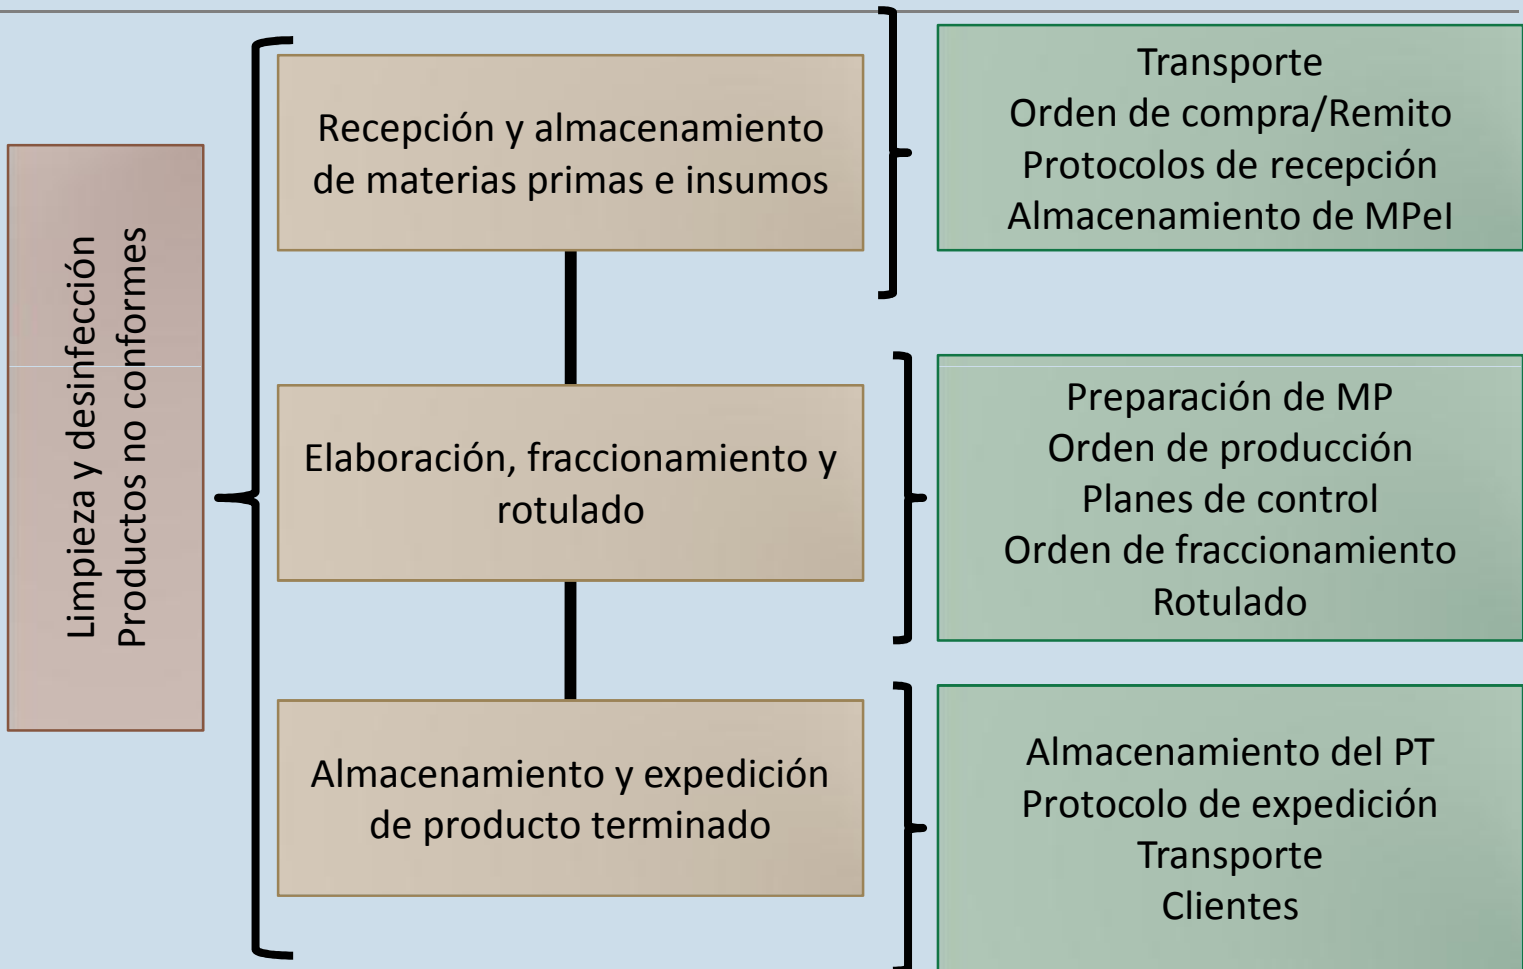 Limpieza y desinfección
Productos no conformes
Recepción y almacenamiento
de materias primas e insumos
Transporte
Orden de compra/Remito
Protocolos de recepción
Almacenamiento de MPeI
Elaboración, fraccionamiento y
rotulado
Preparación de MP
Orden de producción
Planes de control
Orden de fraccionamiento
Rotulado
Almacenamiento y expedición
de producto terminado
Almacenamiento del PT
Protocolo de expedición
Transporte
Clientes